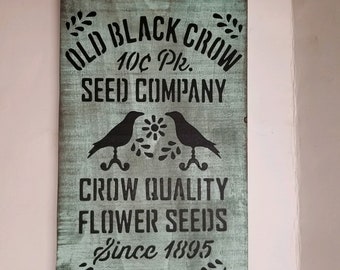 OLD BLACK CROW
10¢ Pk.
SEED COMPANY
CROW QUALITY
FLOWER SEEDS
Since 1895